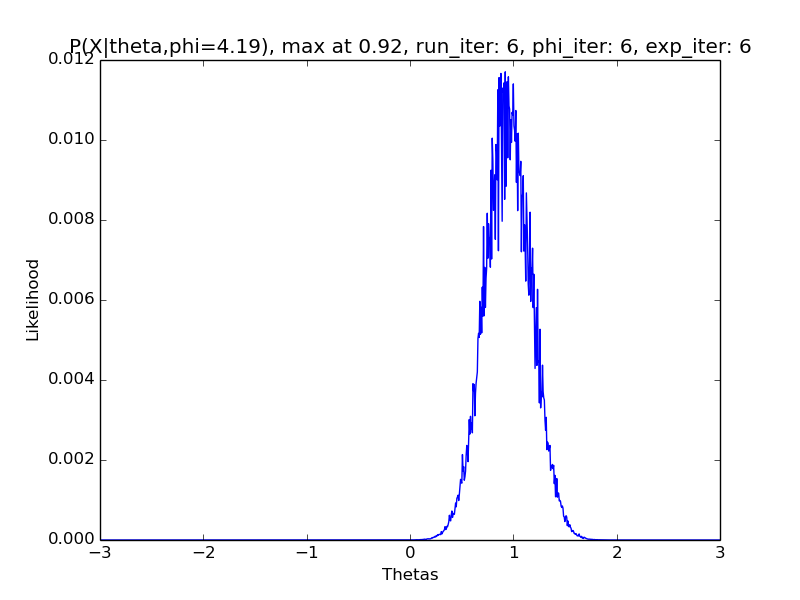 P(X|theta,phi=4.19), max at 0.92, run_iter: 6, phi_iter: 6, exp_iter: 6
0.012
0.010
0.008
0.006
0.004
0.002
0.000
Likelihood
−3 −2 −1 0 1 2 3
Thetas